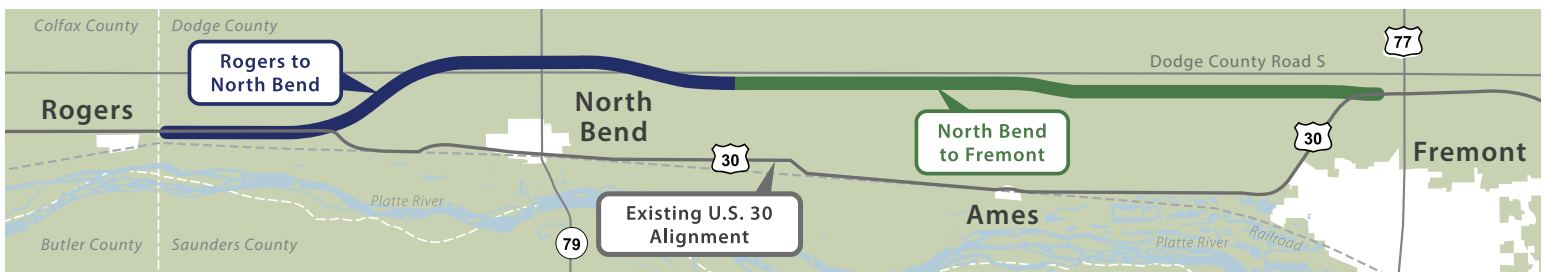 Colfax County
Dodge County
77
Rogers to
North Bend
Dodge County Road S
Rogers
North
Bend
North Bend
to Fremont
30
30
Fremont
Existing U.S. 30
Alignment
Ames
Platte River
Butler County
Saunders County
79
Platte River
Railroad